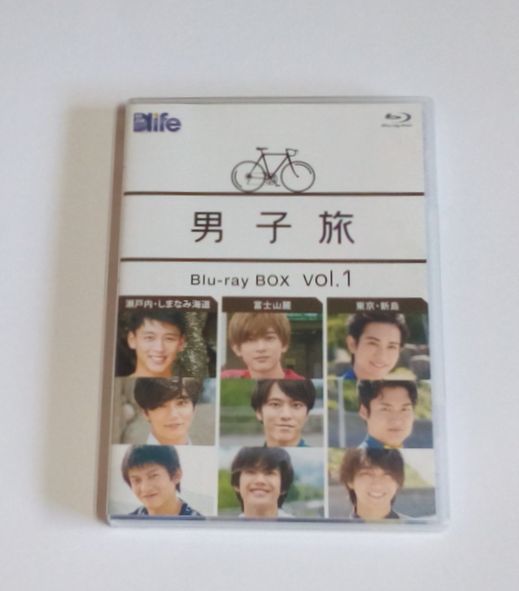 Dlife
Blu-ray Disc
男子旅
Blu-ray BOX vol.1
瀬戸内・しまなみ海道
富士山麓
東京・新島